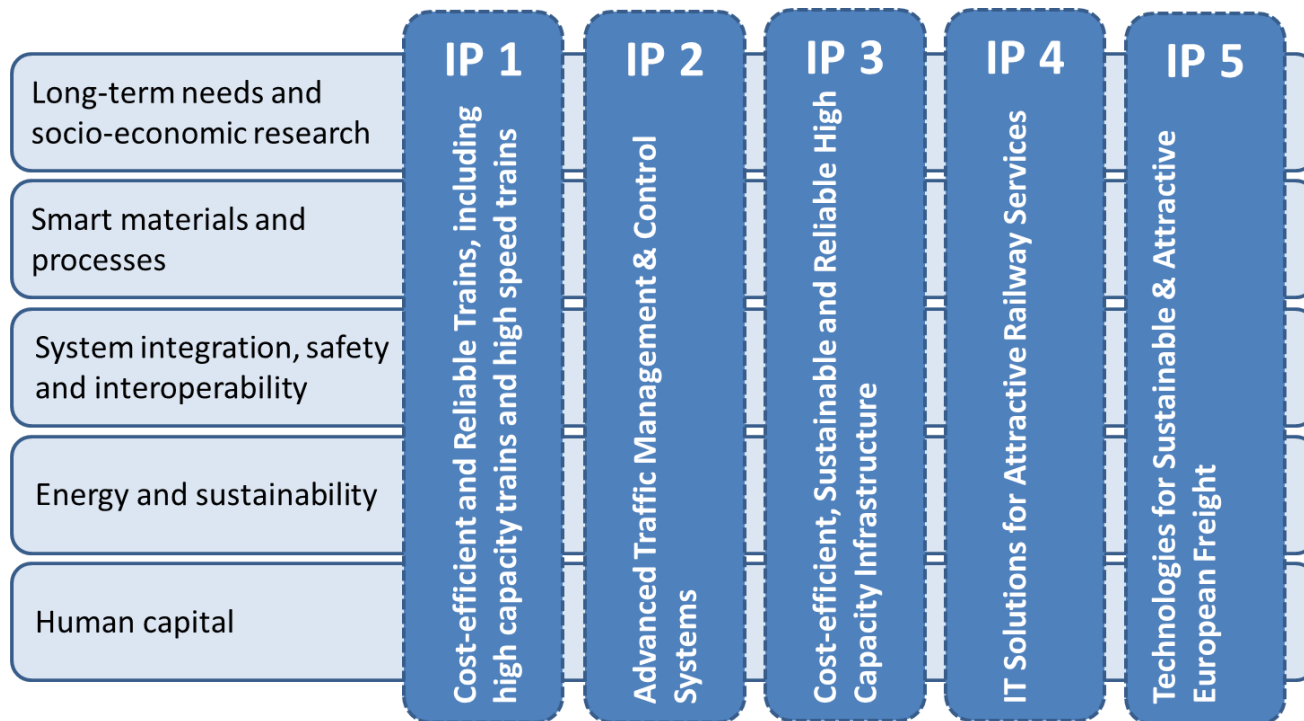 Long-term needs and
socio-economic research
Smart materials and
processes
System integration, safety
and interoperability
Energy and sustainability
Human capital
IP 1
Cost-efficient and Reliable Trains, including
high capacity trains and high speed trains
IP 2
Advanced Traffic Management & Control
Systems
IP 3
Cost-efficient, Sustainable and Reliable High
Capacity Infrastructure
IP 4
IT Solutions for Attractive Railway Services
IP 5
Technologies for Sustainable & Attractive
European Freight